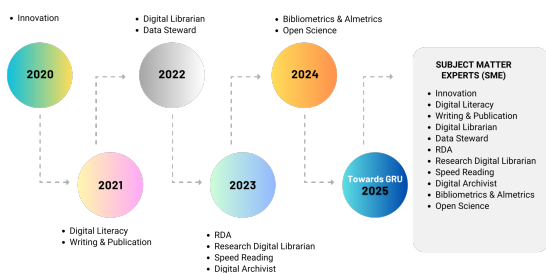 • Innovation
2020
• Digital Literacy
• Writing & Publication
2021
• Digital Librarian
• Data Steward
2022
• RDA
• Research Digital Librarian
• Speed Reading
• Digital Archivist
2023
• Bibliometrics & Almetrics
• Open Science
2024
Towards GRU
2025
SUBJECT MATTER
EXPERTS (SME)
• Innovation
• Digital Literacy
• Writing & Publication
• Digital Librarian
• Data Steward
• RDA
• Research Digital Librarian
• Speed Reading
• Digital Archivist
• Bibliometrics & Almetrics
• Open Science